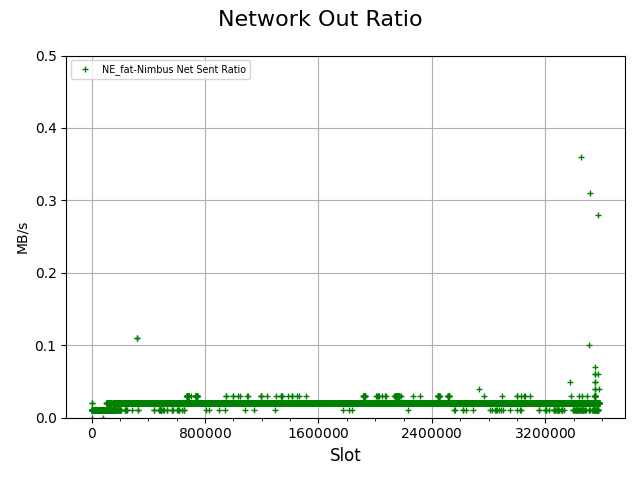 Network Out Ratio
NE_fat-Nimbus Net Sent Ratio
0.5
0.4
0.3
0.2
0.1
0.0
MB/s
0 800000 1600000 2400000 3200000
Slot